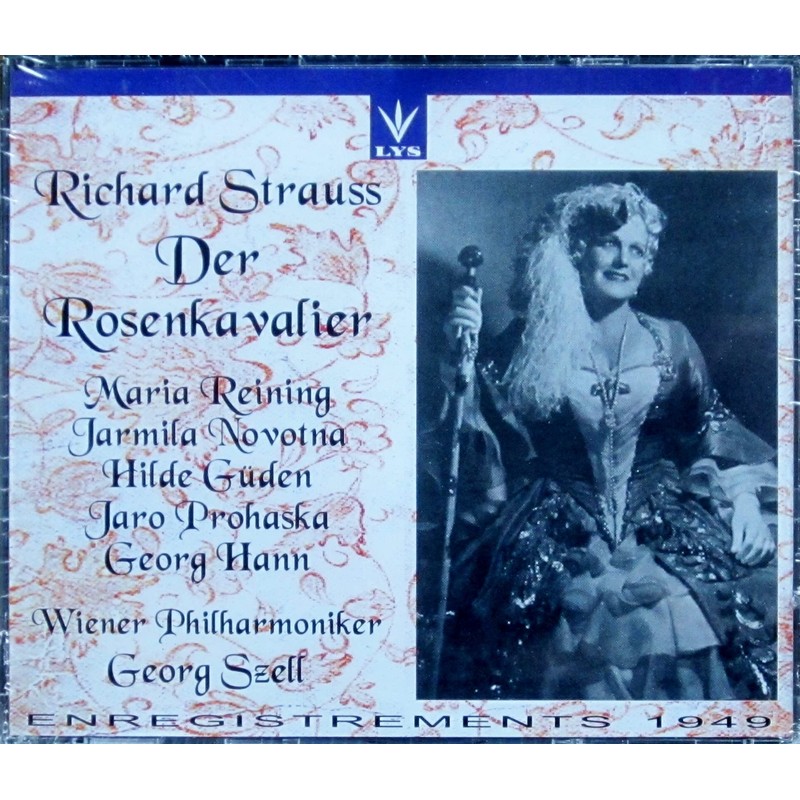 LYS
Richard Strauss
Der
Rosenkavalier
Maria Reining
Jarmila Novotna
Hilde Güden
Jaro Prohaska
Georg Hann
Wiener Philharmoniker
Georg Szell
ENREGISTREMENTS 1949